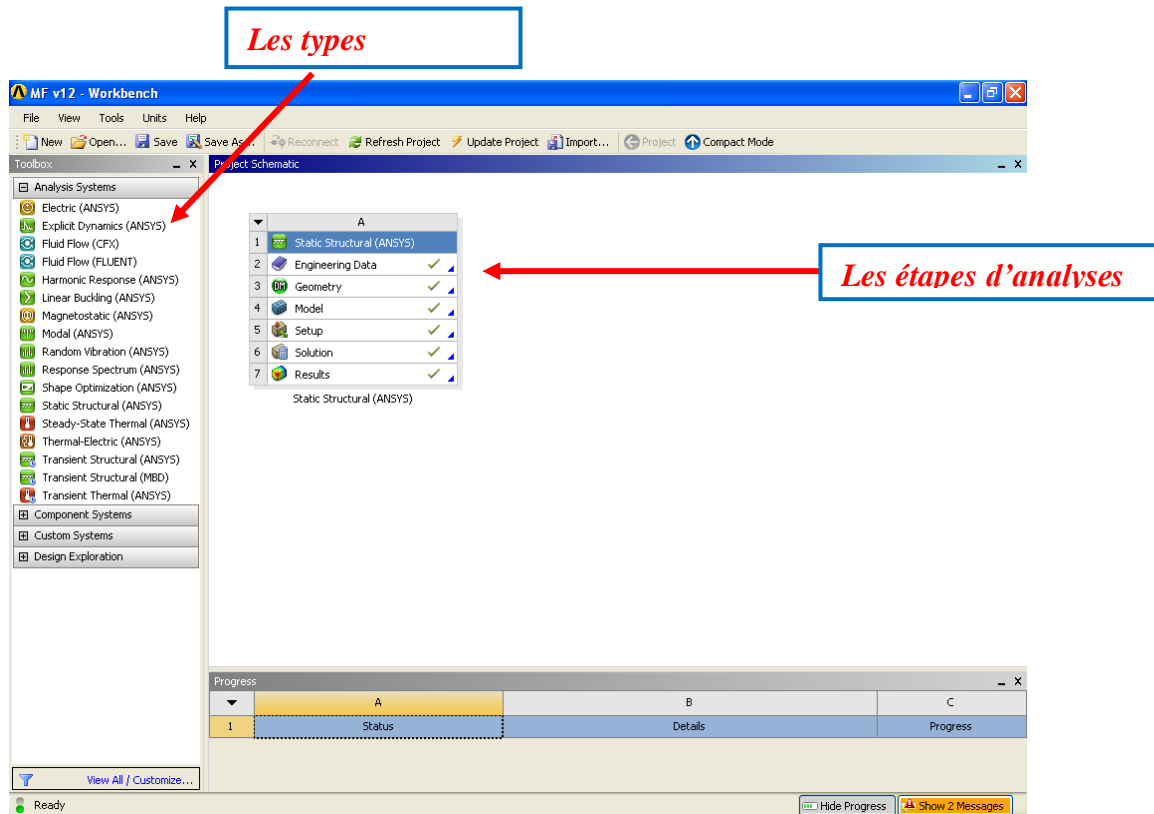 Les types
MF v12 - Workbench
File View Tools Units Help
New Open... Save Save As... Reconnect Refresh Project Update Project Import... Project Compact Mode
Toolbox
Project Schematic
Analysis Systems
Electric (ANSYS)
Explicit Dynamics (ANSYS)
Fluid Flow (CFX)
Fluid Flow (FLUENT)
Harmonic Response (ANSYS)
Linear Buckling (ANSYS)
Magnetostatic (ANSYS)
Modal (ANSYS)
Random Vibration (ANSYS)
Response Spectrum (ANSYS)
Shape Optimization (ANSYS)
Static Structural (ANSYS)
Steady-State Thermal (ANSYS)
Thermal-Electric (ANSYS)
Transient Structural (ANSYS)
Transient Structural (MBD)
Transient Thermal (ANSYS)
Component Systems
Custom Systems
Design Exploration
View All / Customize...
A
1 Static Structural (ANSYS)
2 Engineering Data
3 Geometry
4 Model
5 Setup
6 Solution
7 Results
Static Structural (ANSYS)
Les étapes d'analyses
Progress
A B C
1 Status Details Progress
Ready
Hide Progress Show 2 Messages